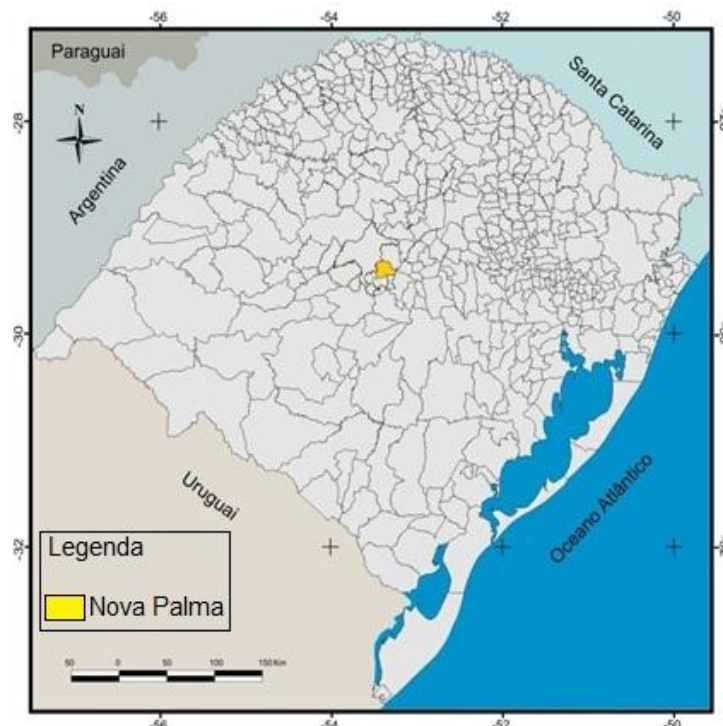 -56
-54
-52
-50
Paraguai
Santa Catarina
N
-28
Argentina
-30
Uruguai
Oceano Atlântico
-32
Legenda
Nova Palma
50 0 50 100 150 Km
-56
-54
-52
-50